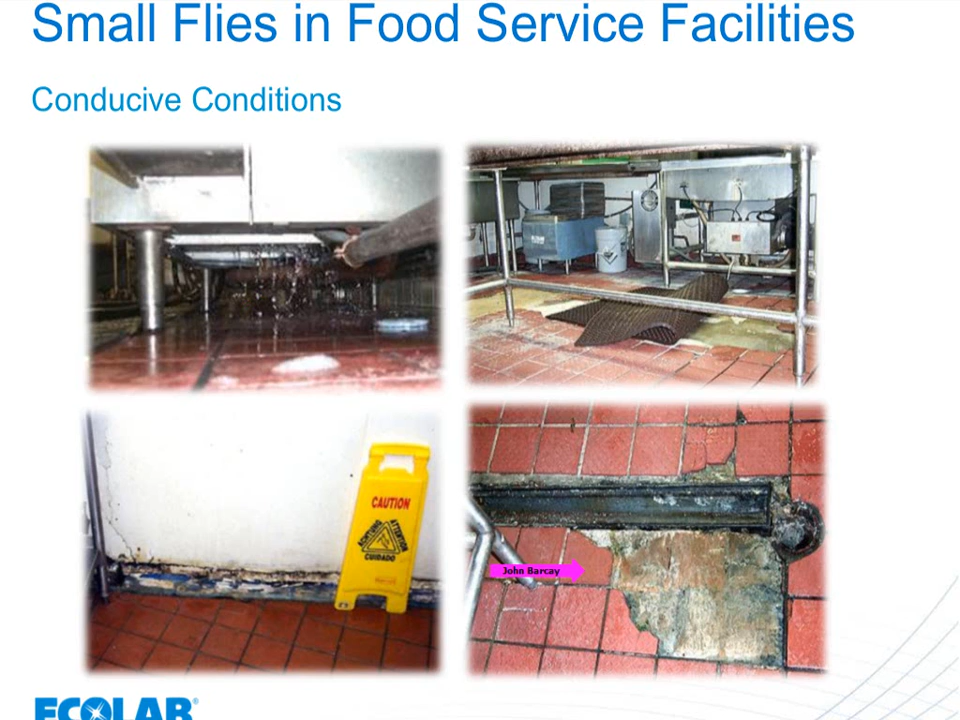 Small Flies in Food Service Facilities
Conducive Conditions
CAUTION
CUIDADO
John Barcay
ECOLAB®